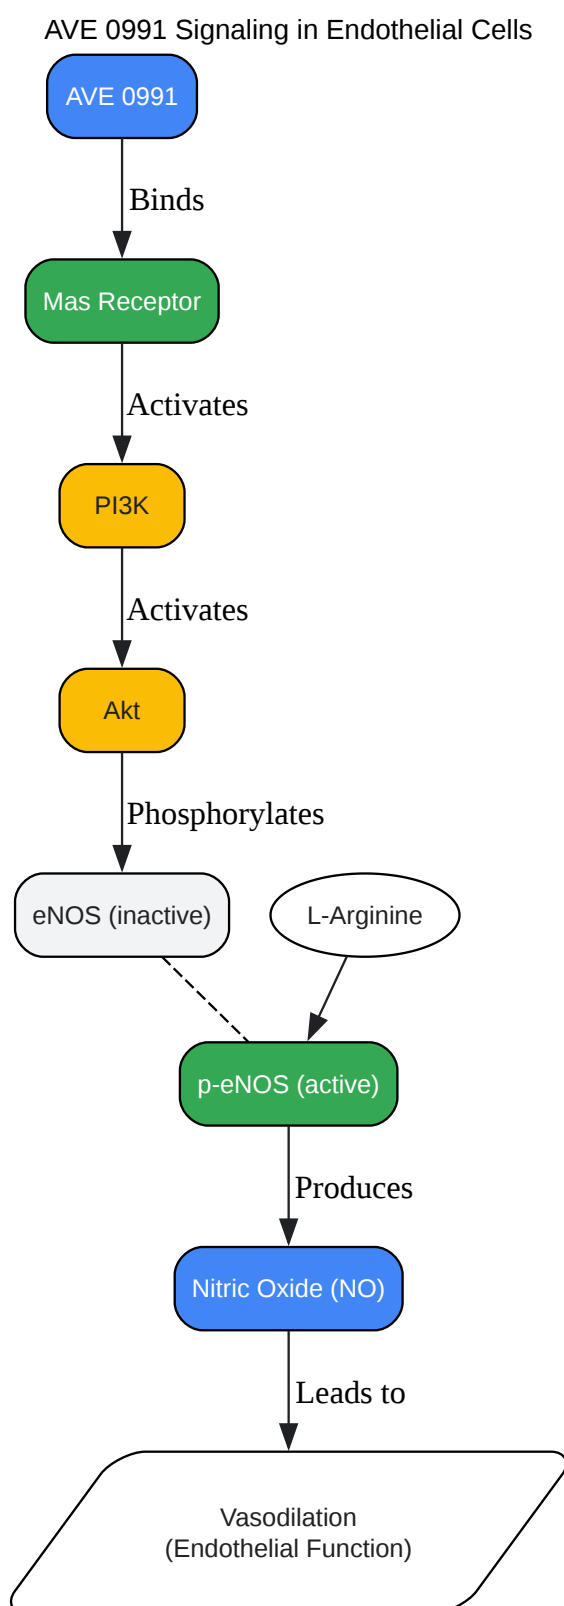 AVE 0991 Signaling in Endothelial Cells
AVE 0991
Binds
Mas Receptor
Activates
PI3K
Activates
Akt
Phosphorylates
eNOS (inactive)
L-Arginine
p-eNOS (active)
Produces
Nitric Oxide (NO)
Leads to
Vasodilation
(Endothelial Function)